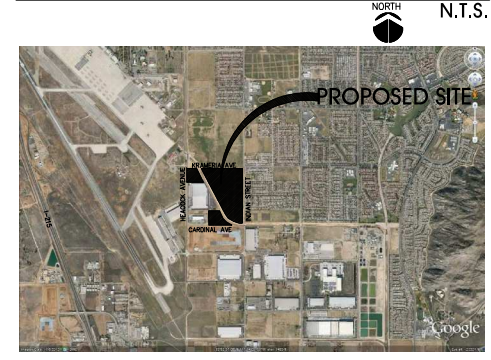 NORTH
N.T.S.
PROPOSED SITE
KRAMERIA AVE
HEACOCK AVENUE
INDIAN STREET
CARDINAL AVE
I-215
Google